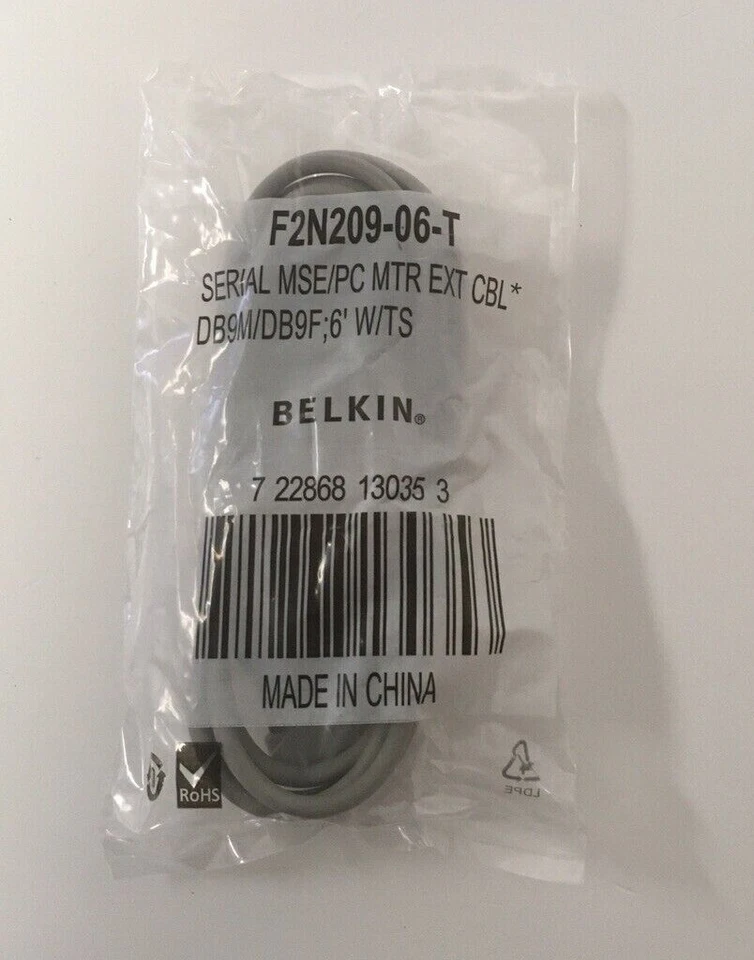 F2N209-06-T
SERIAL MSE/PC MTR EXT CBL*
DB9M/DB9F;6' W/TS
BELKIN®
7 22868 13035 3
MADE IN CHINA
RoHS
LDPE